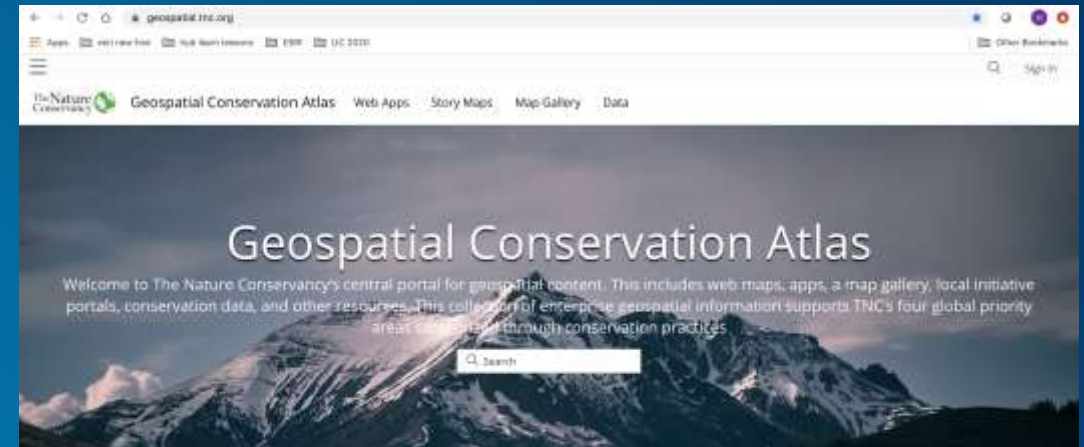 geospatial.tnc.org
Apps
UC 2020
Other Bookmarks
Sign In
The Nature Conservancy
Geospatial Conservation Atlas Web Apps Story Maps Map Gallery Data
Geospatial Conservation Atlas
Welcome to The Nature Conservancy's central portal for geospatial content. This includes web maps, apps, a map gallery, local initiative
portals, conservation data, and other resources. This collection of enterprise geospatial information supports TNC's four global priority
areas through conservation practices
Search